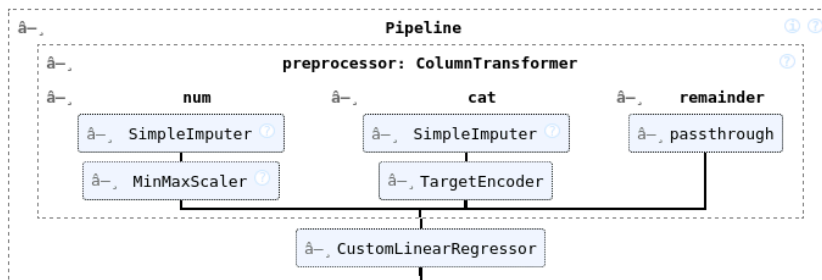 â–¸ Pipeline i ?
â–¸ preprocessor: ColumnTransformer ?
â–¸ num â–¸ cat â–¸ remainder
â–¸ SimpleImputer ? â–¸ SimpleImputer ? â–¸ passthrough
â–¸ MinMaxScaler ? â–¸ TargetEncoder
â–¸ CustomLinearRegressor